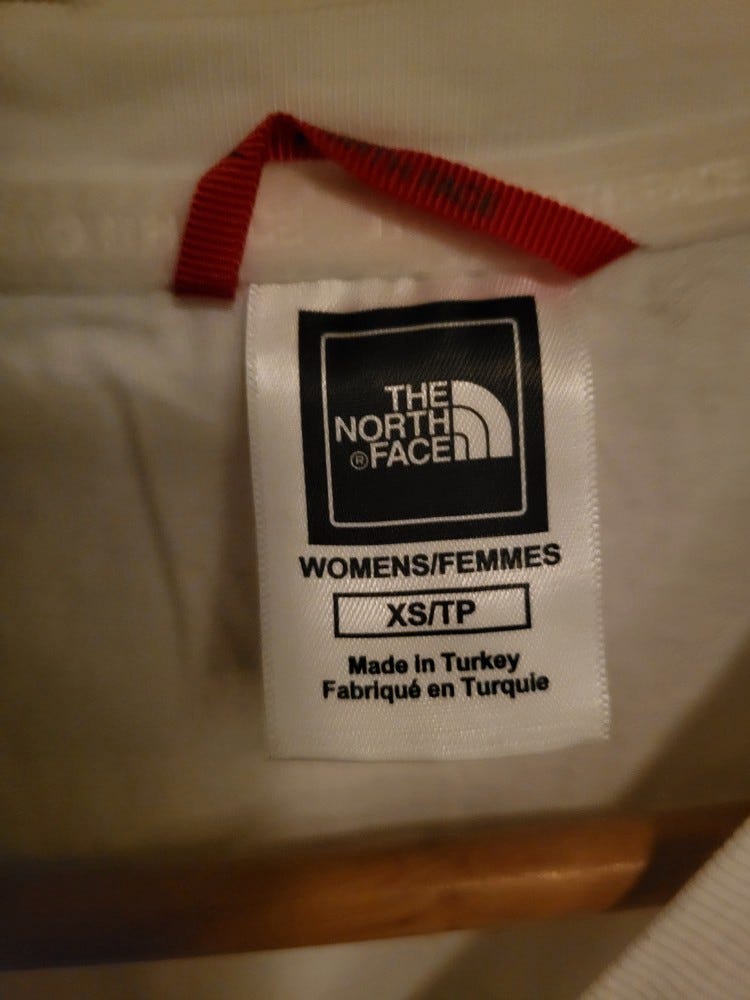 THE
NORTH
® FACE
WOMENS/FEMMES
XS/TP
Made in Turkey
Fabriqué en Turquie